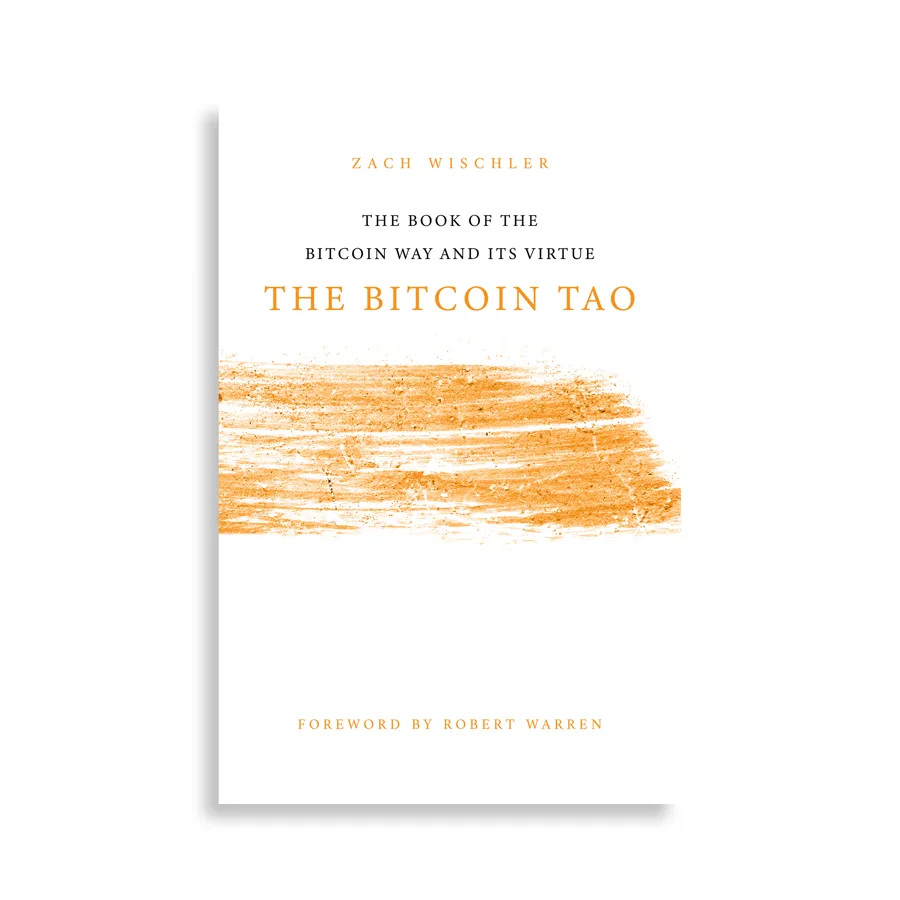 ZACH WISCHLER
THE BOOK OF THE
BITCOIN WAY AND ITS VIRTUE
THE BITCOIN TAO
FOREWORD BY ROBERT WARREN